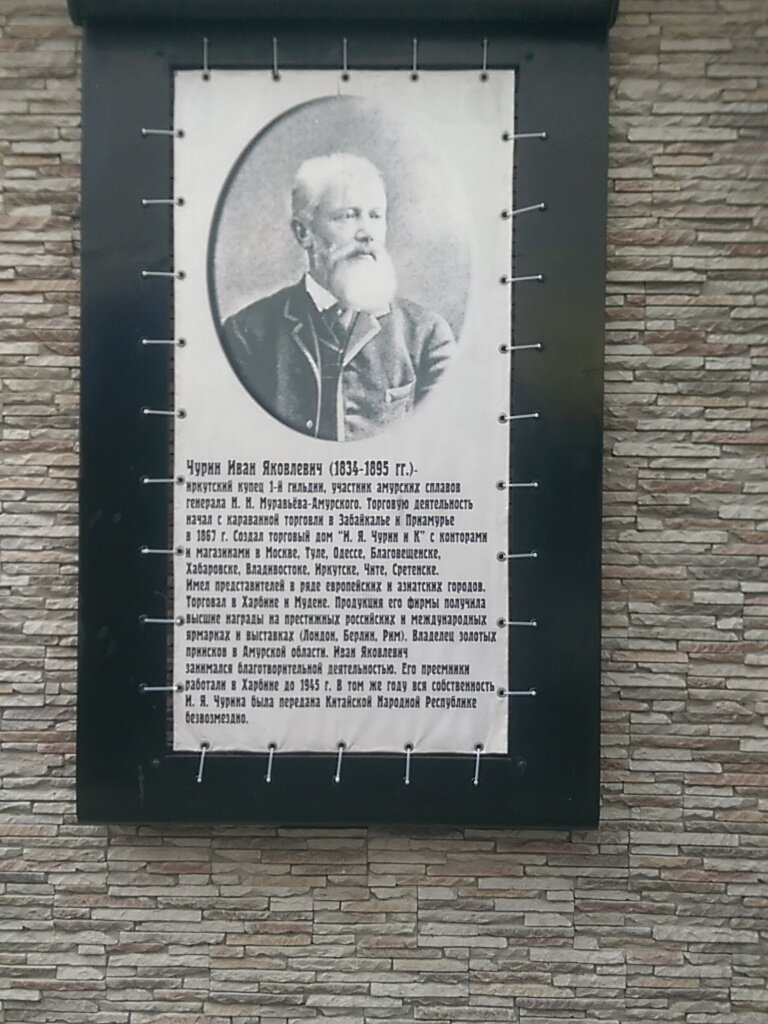 Чурин Иван Яковлевич (1834-1895 гг.)-
иркутский купец 1-й гильдии, участник амурских сплавов
генерала Н. Н. Муравьёва-Амурского. Торговую деятельность
начал с караванной торговли в Забайкалье и Приамурье
в 1867 г. Создал торговый дом "И. Я. Чурин и К" с конторами
и магазинами в Москве, Туле, Одессе, Благовещенске,
Хабаровске, Владивостоке, Иркутске, Чите, Сретенске.
Имел представителей в ряде европейских и азиатских городов.
Торговал в Харбине и Мудене. Продукция его фирмы получила
высшие награды на престижных российских и международных
ярмарках и выставках (Лондон, Берлин, Рим). Владелец золотых
приисков в Амурской области. Иван Яковлевич
занимался благотворительной деятельностью. Его преемники
работали в Харбине до 1945 г. В том же году вся собственность
И. Я. Чурина была передана Китайской Народной Республике
безвозмездно.